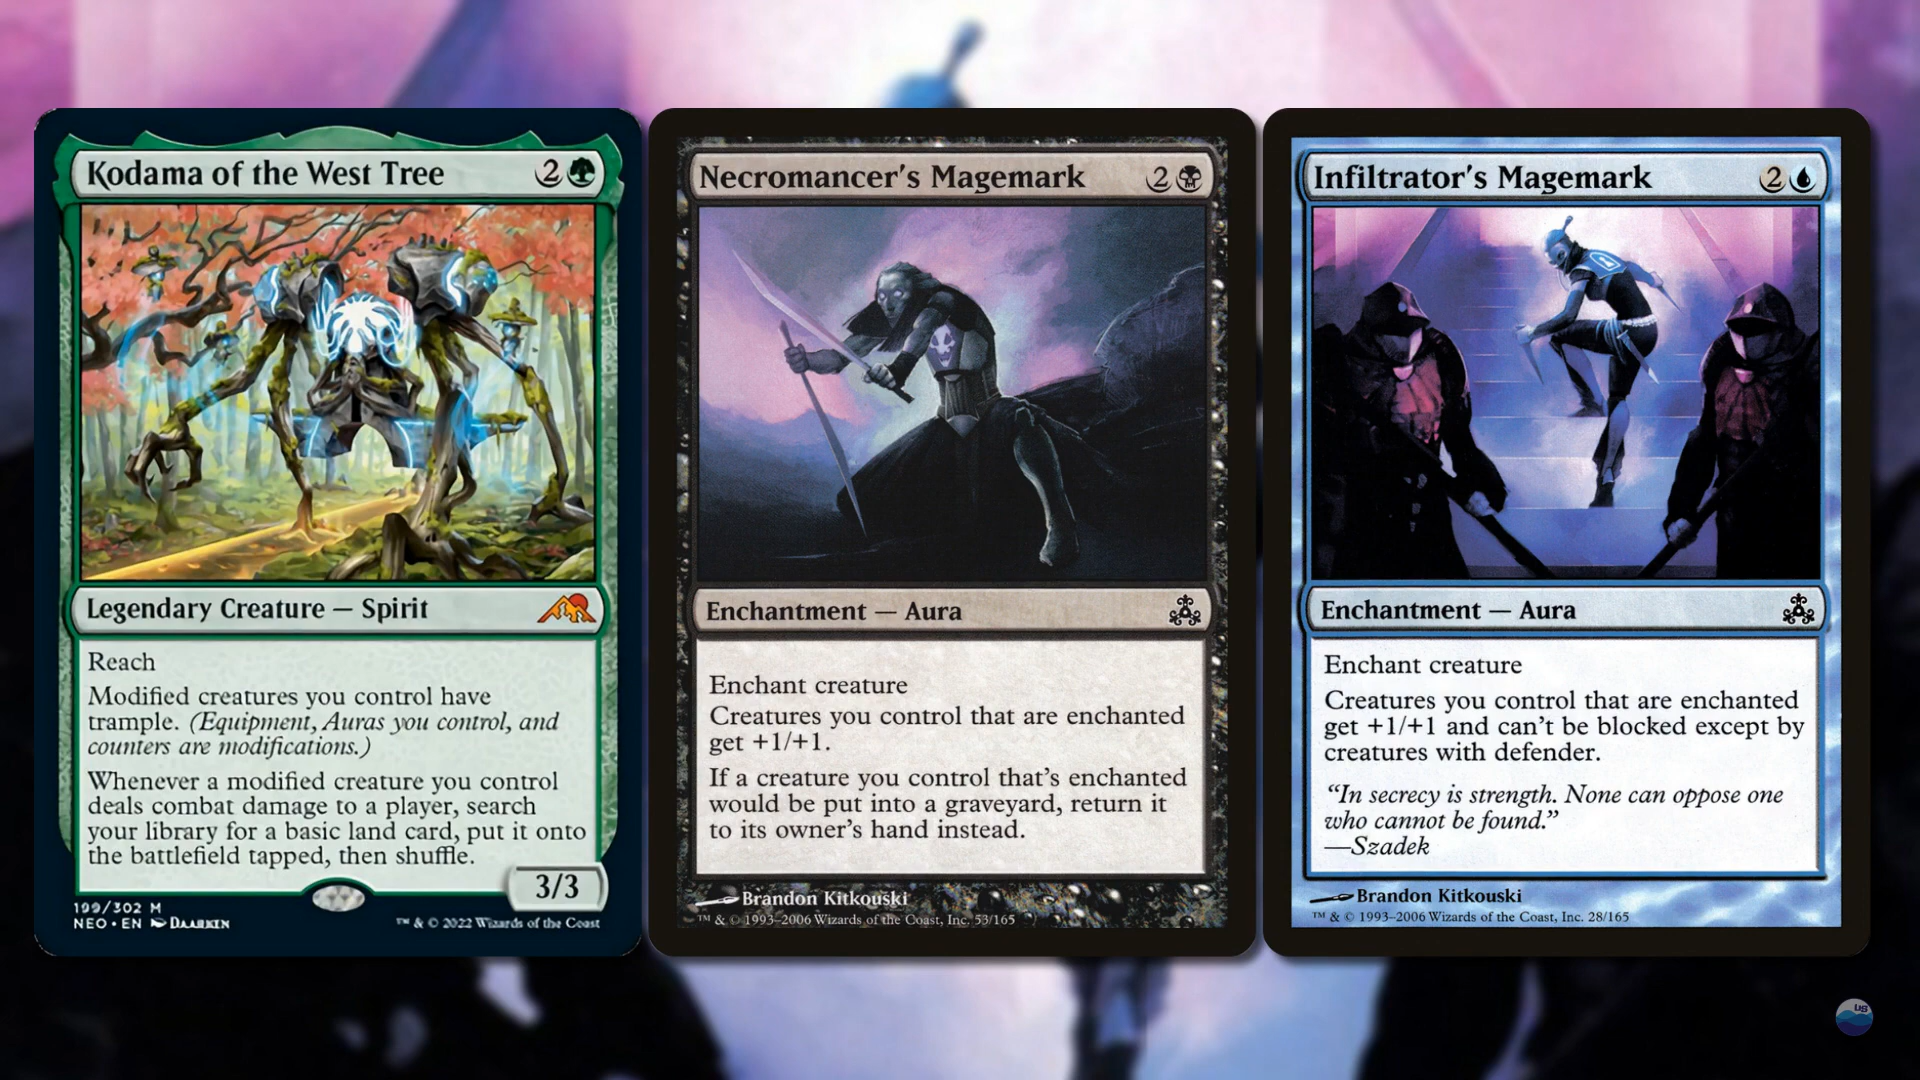 Kodama of the West Tree 2
Legendary Creature — Spirit
Reach
Modified creatures you control have
trample. (Equipment, Auras you control, and
counters are modifications.)
Whenever a modified creature you control
deals combat damage to a player, search
your library for a basic land card, put it onto
the battlefield tapped, then shuffle.
3/3
199/302 M
NEO • EN DAARKEN
™ & © 2022 Wizards of the Coast
Necromancer's Magemark 2
Enchantment — Aura
Enchant creature
Creatures you control that are enchanted
get +1/+1.
If a creature you control that's enchanted
would be put into a graveyard, return it
to its owner's hand instead.
Brandon Kitkouski
™ & © 1993–2006 Wizards of the Coast, Inc. 53/165
Infiltrator's Magemark 2
Enchantment — Aura
Enchant creature
Creatures you control that are enchanted
get +1/+1 and can't be blocked except by
creatures with defender.
“In secrecy is strength. None can oppose one
who cannot be found.”
—Szadek
Brandon Kitkouski
™ & © 1993–2006 Wizards of the Coast, Inc. 28/165
US